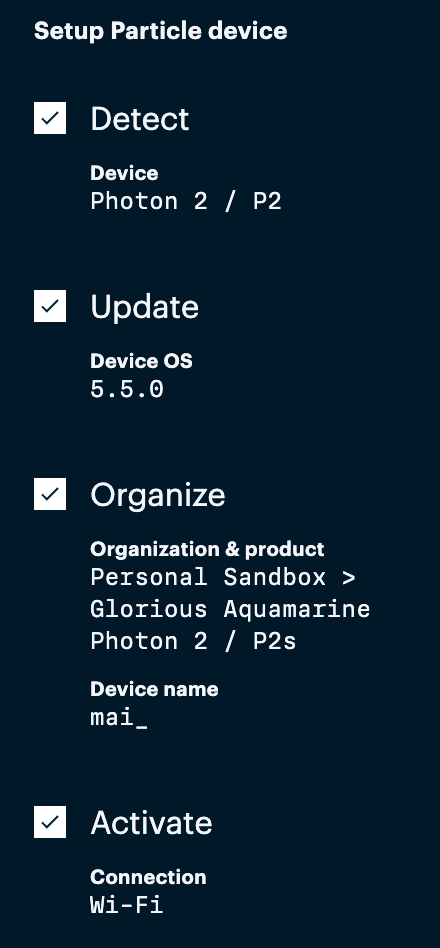 Setup Particle device
Detect
Device
Photon 2 / P2
Update
Device OS
5.5.0
Organize
Organization & product
Personal Sandbox >
Glorious Aquamarine
Photon 2 / P2s
Device name
mai_
Activate
Connection
Wi-Fi